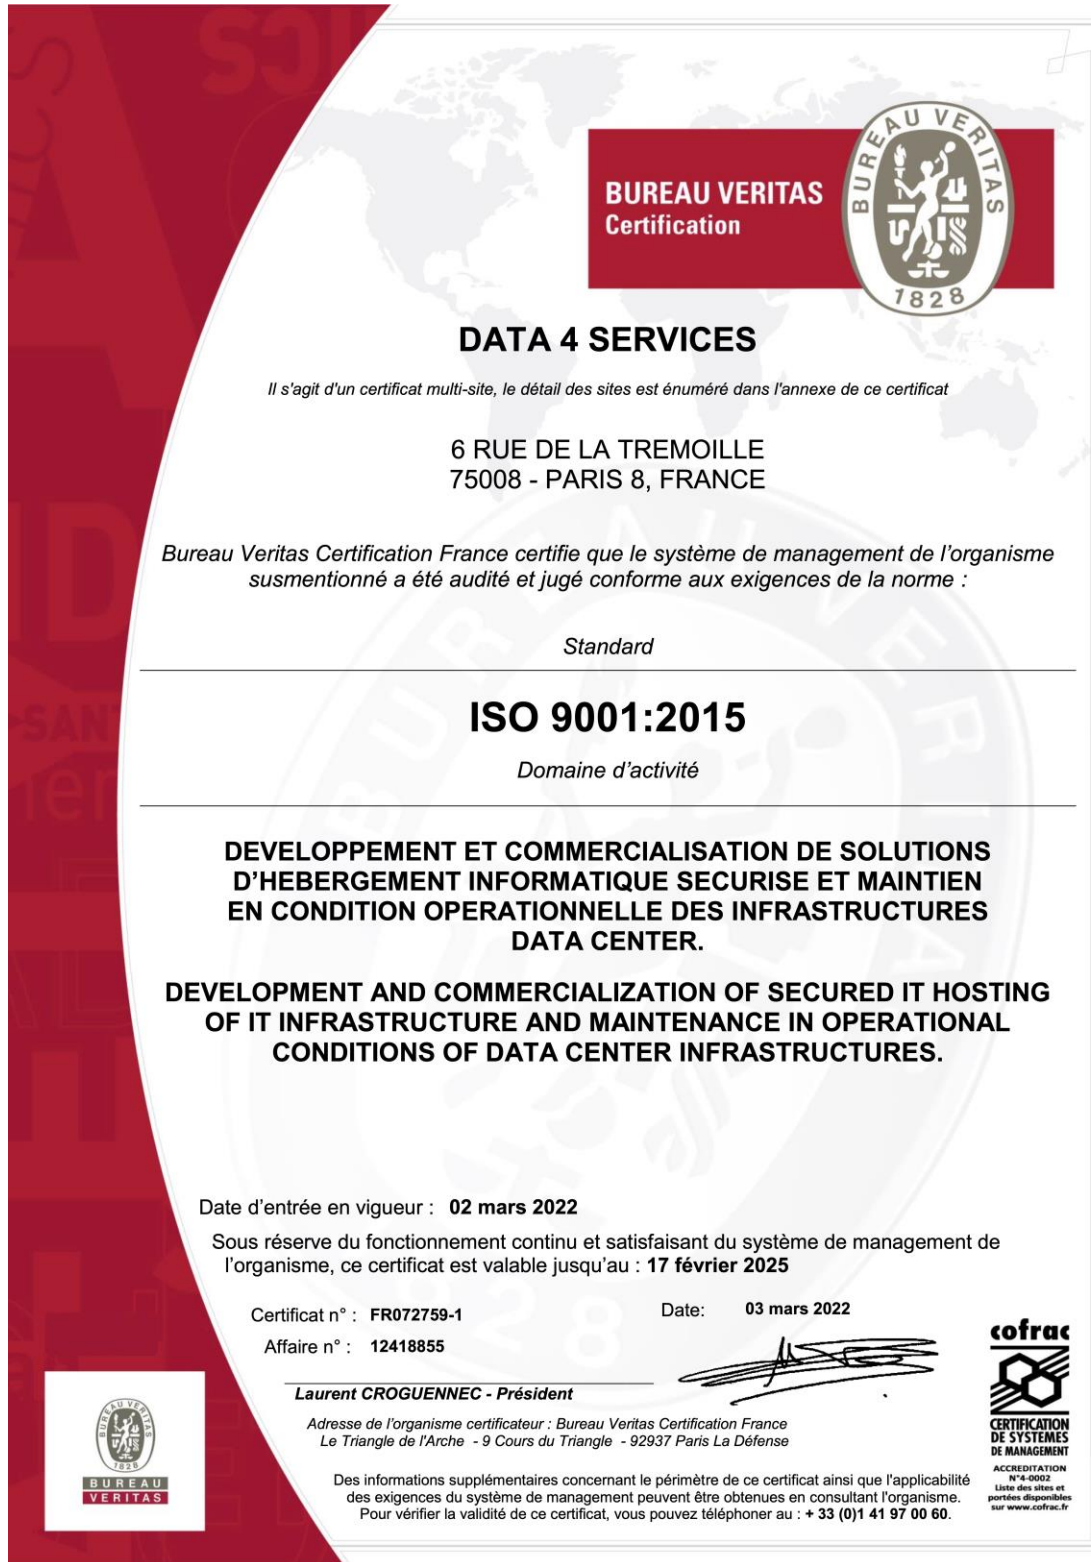 BUREAU VERITAS
Certification
BUREAU VERITAS
1828
DATA 4 SERVICES
Il s'agit d'un certificat multi-site, le détail des sites est énuméré dans l'annexe de ce certificat
6 RUE DE LA TREMOILLE
75008 - PARIS 8, FRANCE
Bureau Veritas Certification France certifie que le système de management de l’organisme
susmentionné a été audité et jugé conforme aux exigences de la norme :
Standard
ISO 9001:2015
Domaine d’activité
DEVELOPPEMENT ET COMMERCIALISATION DE SOLUTIONS
D’HEBERGEMENT INFORMATIQUE SECURISE ET MAINTIEN
EN CONDITION OPERATIONNELLE DES INFRASTRUCTURES
DATA CENTER.
DEVELOPMENT AND COMMERCIALIZATION OF SECURED IT HOSTING
OF IT INFRASTRUCTURE AND MAINTENANCE IN OPERATIONAL
CONDITIONS OF DATA CENTER INFRASTRUCTURES.
Date d’entrée en vigueur : 02 mars 2022
Sous réserve du fonctionnement continu et satisfaisant du système de management de
l’organisme, ce certificat est valable jusqu’au : 17 février 2025
Certificat n° : FR072759-1 Date: 03 mars 2022
Affaire n° : 12418855
Laurent CROGUENNEC - Président
Adresse de l’organisme certificateur : Bureau Veritas Certification France
Le Triangle de l'Arche - 9 Cours du Triangle - 92937 Paris La Défense
Des informations supplémentaires concernant le périmètre de ce certificat ainsi que l'applicabilité
des exigences du système de management peuvent être obtenues en consultant l'organisme.
Pour vérifier la validité de ce certificat, vous pouvez téléphoner au : + 33 (0)1 41 97 00 60.
BUREAU VERITAS
1828
BUREAU
VERITAS
cofrac
CERTIFICATION
DE SYSTEMES
DE MANAGEMENT
ACCREDITATION
N°4-0002
Liste des sites et
portées disponibles
sur www.cofrac.fr